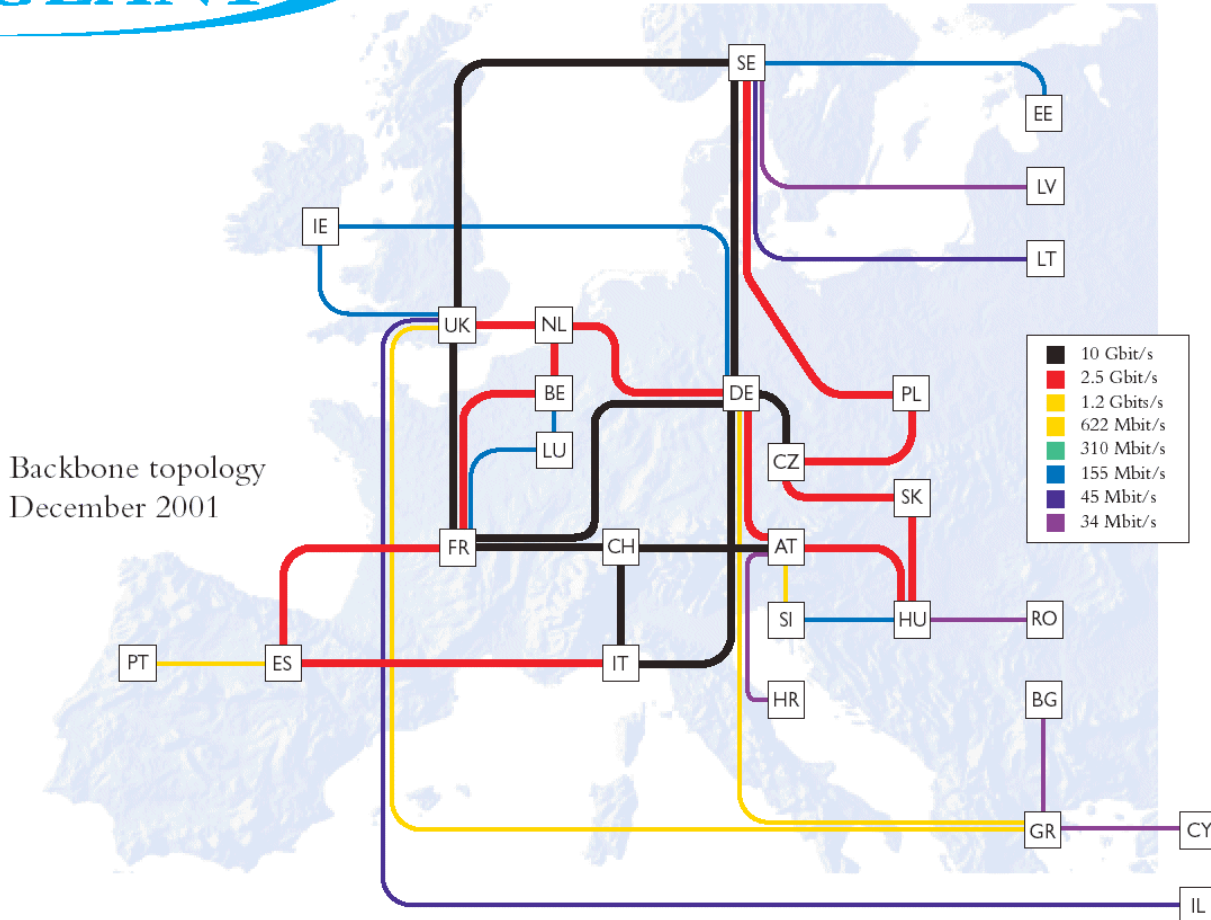 SE
EE
LV
IE
LT
UK
NL
10 Gbit/s
2.5 Gbit/s
1.2 Gbits/s
622 Mbit/s
310 Mbit/s
155 Mbit/s
45 Mbit/s
34 Mbit/s
BE
DE
PL
LU
CZ
Backbone topology
December 2001
SK
FR
CH
AT
SI
HU
RO
PT
ES
IT
HR
BG
GR
CY
IL